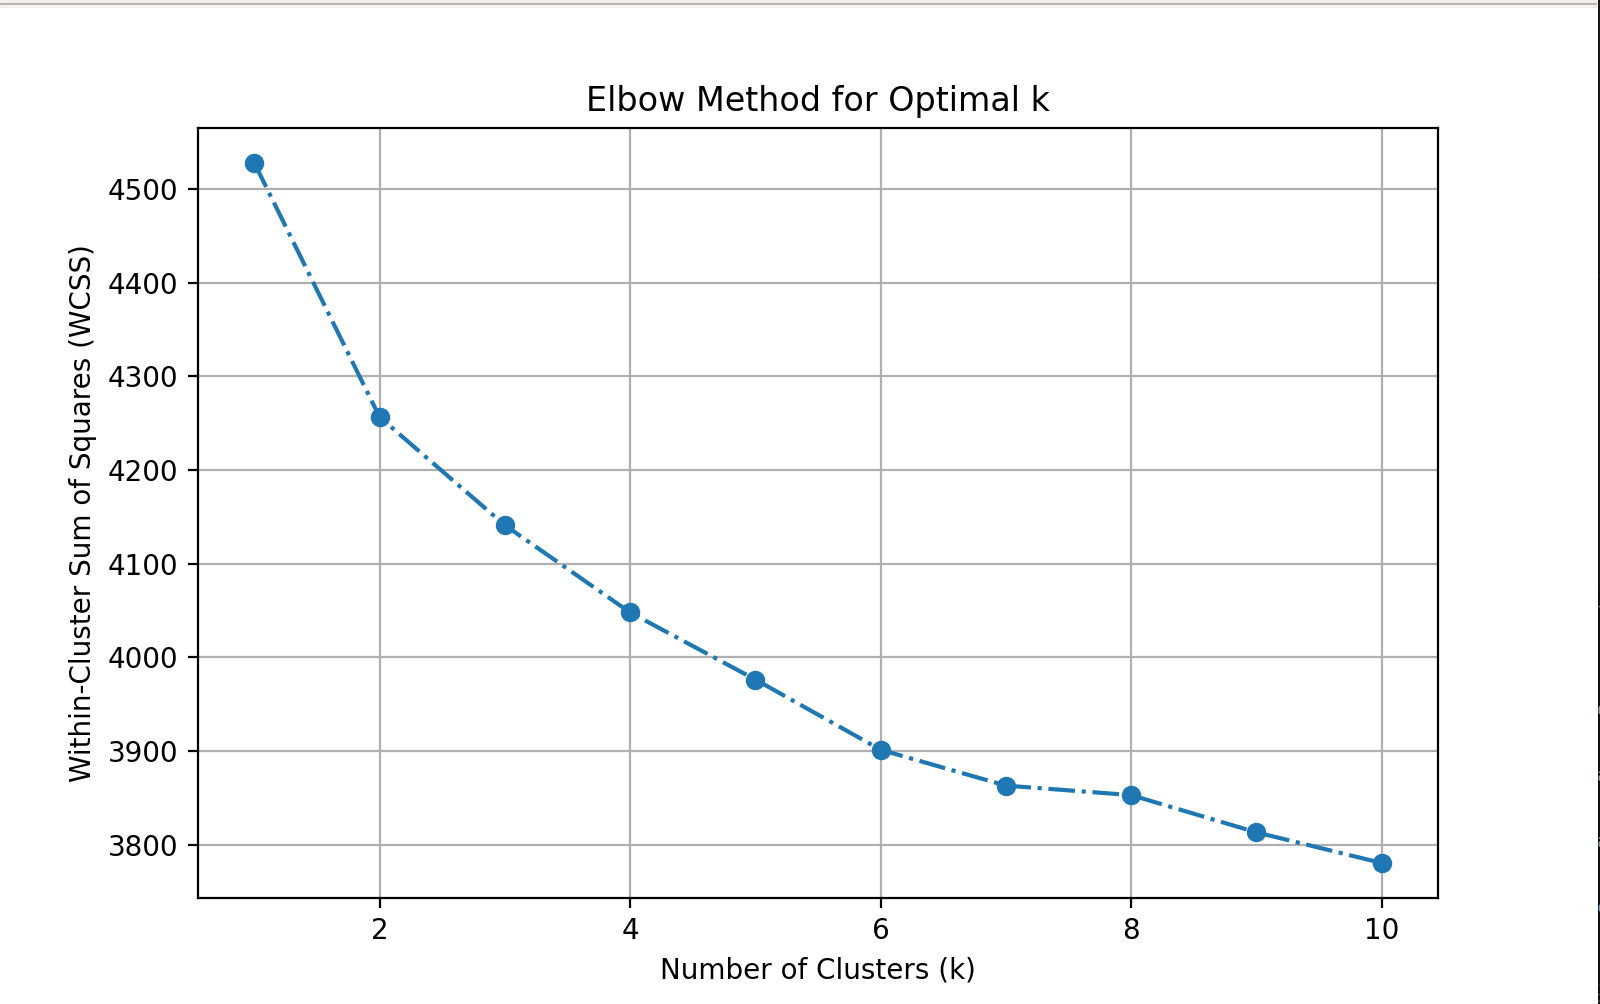 Elbow Method for Optimal k
Within-Cluster Sum of Squares (WCSS)
4500
4400
4300
4200
4100
4000
3900
3800
2 4 6 8 10
Number of Clusters (k)